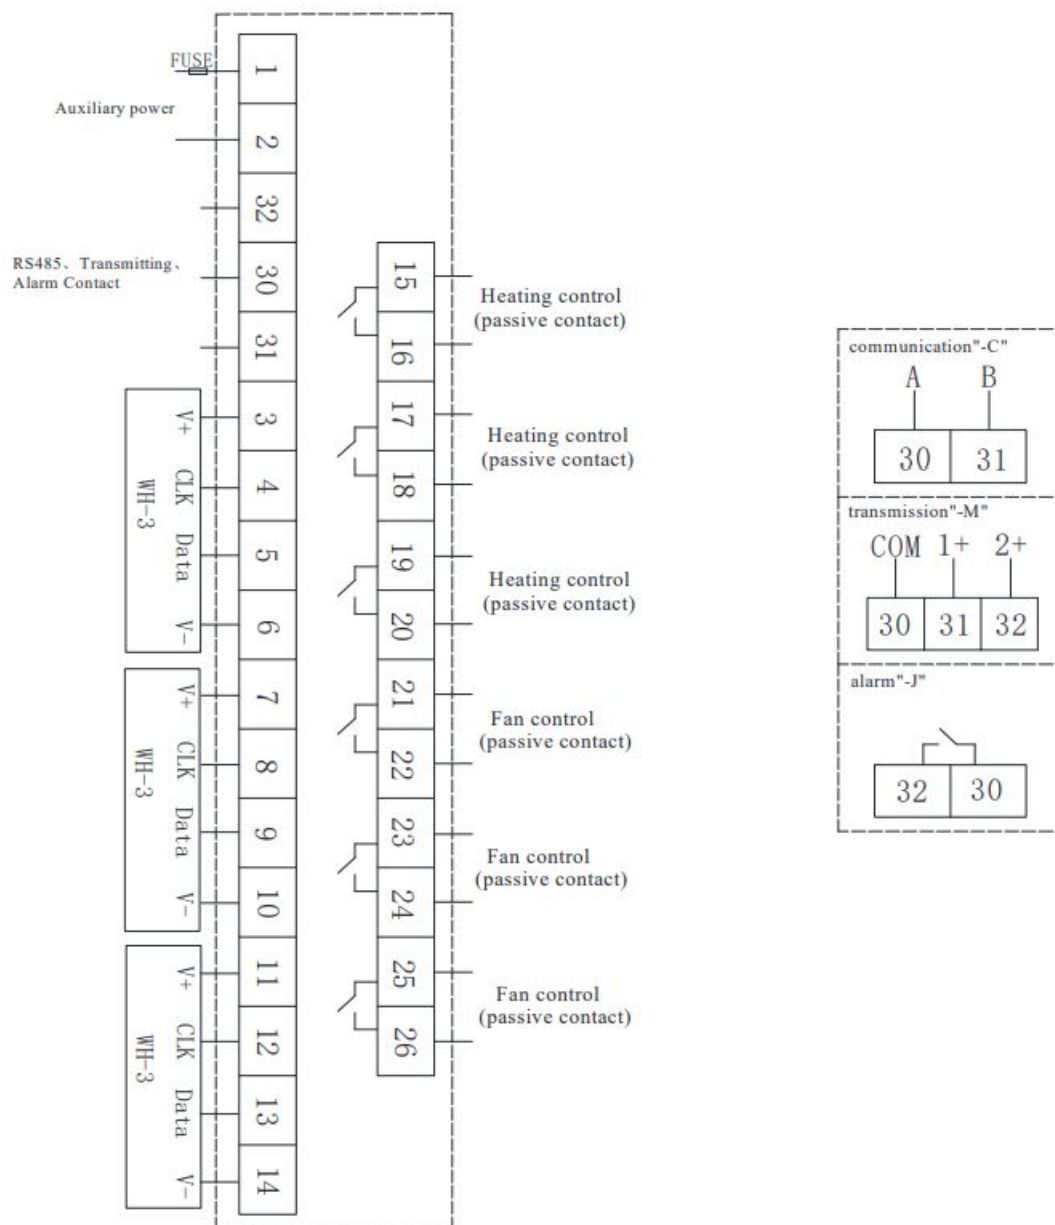 FUSE
Auxiliary power
RS485、Transmitting、
Alarm Contact
1
2
32
30
31
3
4
5
6
7
8
9
10
11
12
13
14
V+
CLK
Data
V-
WH-3
V+
CLK
Data
V-
WH-3
V+
CLK
Data
V-
WH-3
15
16
17
18
19
20
21
22
23
24
25
26
Heating control
(passive contact)
Heating control
(passive contact)
Heating control
(passive contact)
Fan control
(passive contact)
Fan control
(passive contact)
Fan control
(passive contact)
communication"-C"
A B
30 31
transmission"-M"
COM 1+ 2+
30 31 32
alarm"-J"
32 30